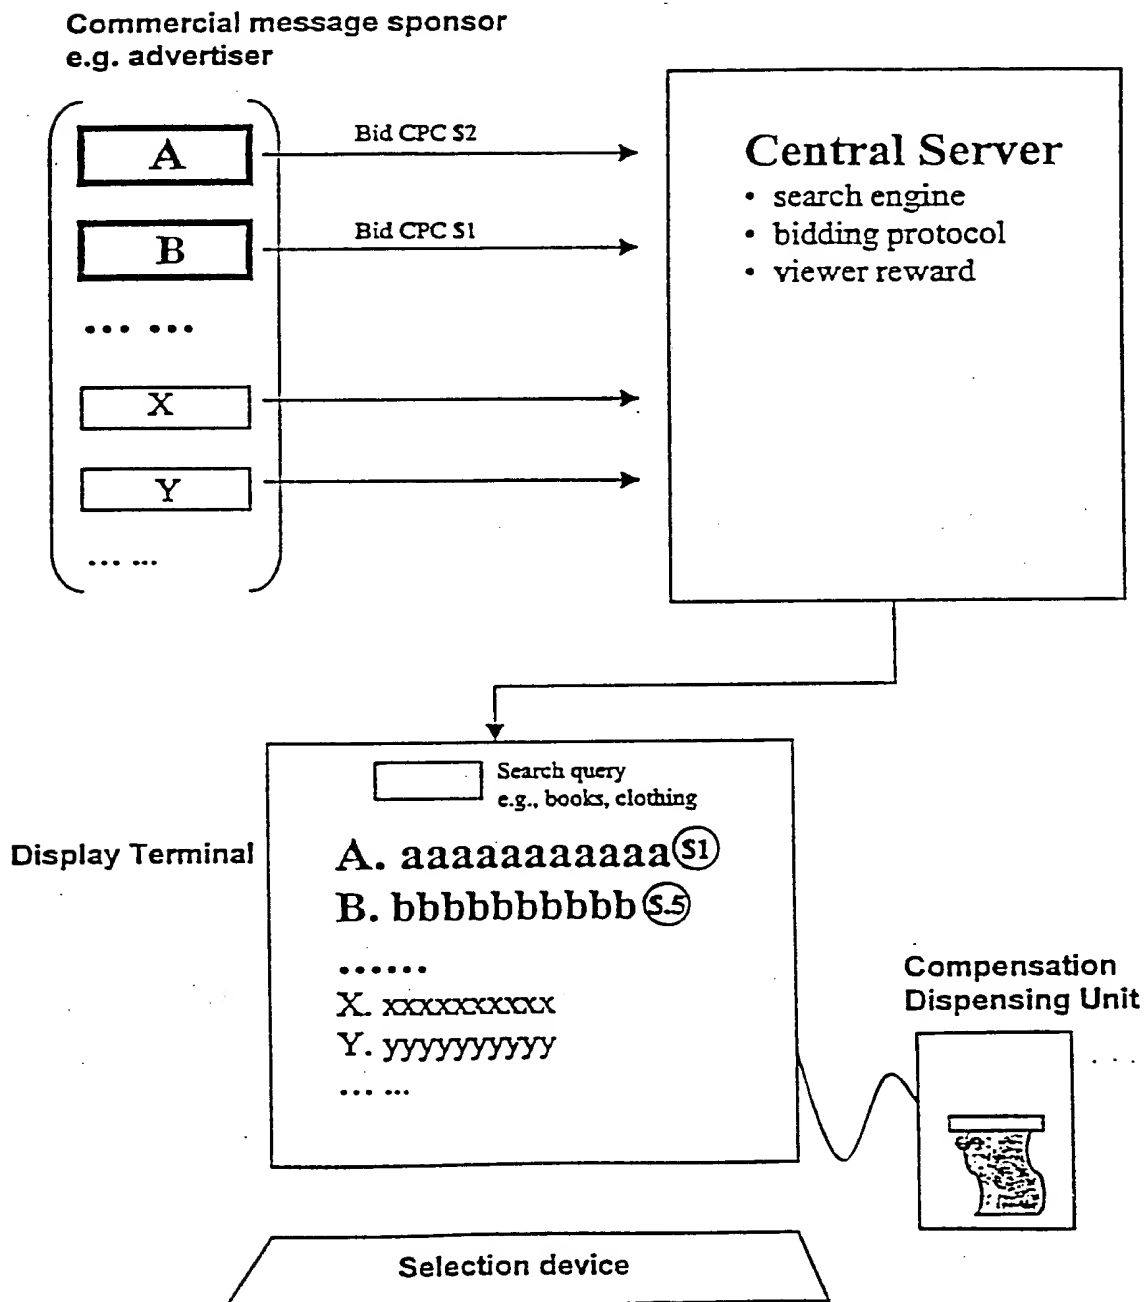 Commercial message sponsor
e.g. advertiser
A
Bid CPC $2
B
Bid CPC $1
... ...
X
Y
... ...
Central Server
• search engine
• bidding protocol
• viewer reward
Search query
e.g., books, clothing
Display Terminal
A. aaaaaaaaaaa $1
B. bbbbbbbbbb $.5
......
X. xxxxxxxxxx
Y. yyyyyyyyyy
... ...
Compensation
Dispensing Unit
Selection device